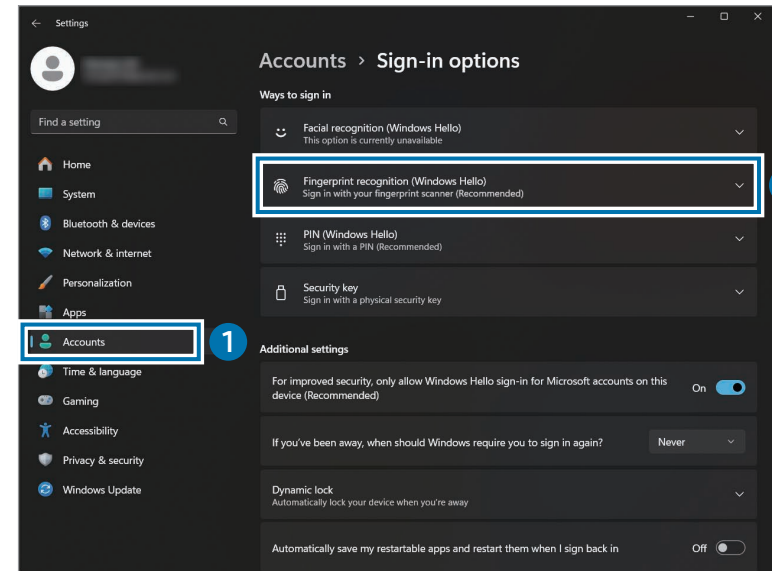 Settings
Accounts > Sign-in options
Ways to sign in
Find a setting
Facial recognition (Windows Hello)
This option is currently unavailable
Home
Fingerprint recognition (Windows Hello)
Sign in with your fingerprint scanner (Recommended)
System
Bluetooth & devices
PIN (Windows Hello)
Sign in with a PIN (Recommended)
Network & internet
Personalization
Security key
Sign in with a physical security key
Apps
Accounts
1
Additional settings
Time & language
For improved security, only allow Windows Hello sign-in for Microsoft accounts on this
device (Recommended)
On
Gaming
Accessibility
If you've been away, when should Windows require you to sign in again?
Never
Privacy & security
Windows Update
Dynamic lock
Automatically lock your device when you're away
Automatically save my restartable apps and restart them when I sign back in
Off